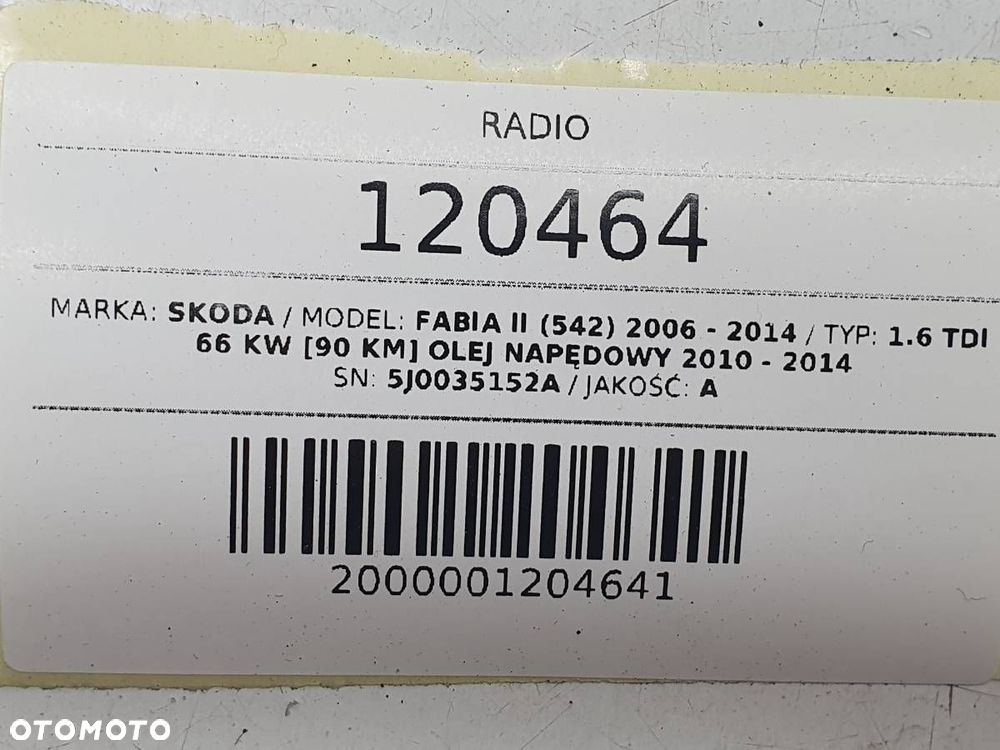 RADIO
120464
MARKA: SKODA / MODEL: FABIA II (542) 2006 - 2014 / TYP: 1.6 TDI
66 KW [90 KM] OLEJ NAPĘDOWY 2010 - 2014
SN: 5J0035152A / JAKOŚĆ: A
2000001204641
OTOMOTO